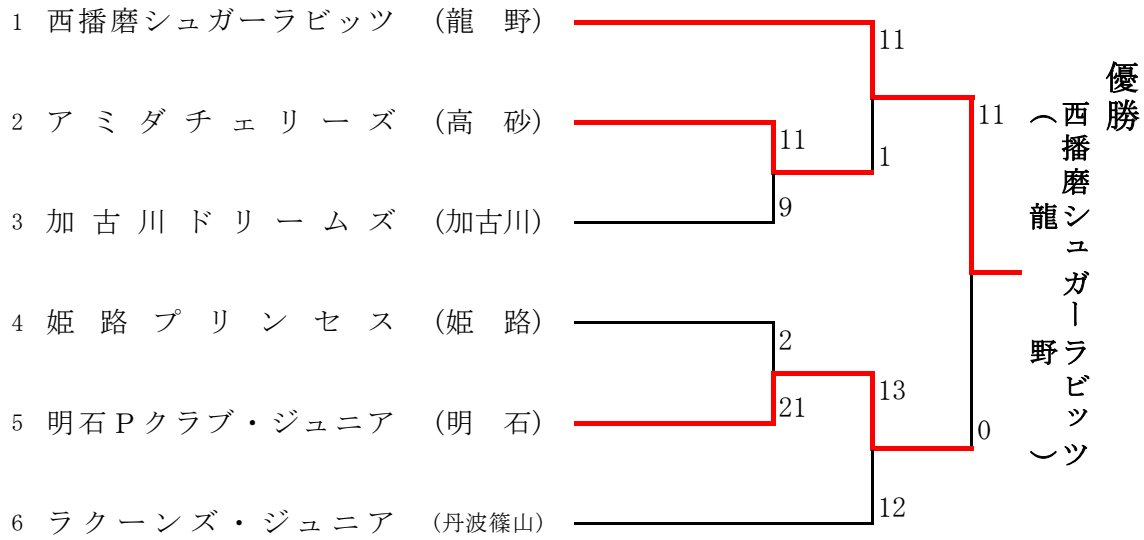 1 西播磨シュガーラビッツ (龍 野)
11
2 アミダチェリーズ (高 砂)
11
1
11
3 加古川ドリームズ (加古川)
9
4 姫路プリンセス (姫 路)
2
5 明石Pクラブ・ジュニア (明 石)
21
13
0
6 ラクーンズ・ジュニア (丹波篠山)
12
優勝
西播磨シュガーラビッツ
(龍 野)